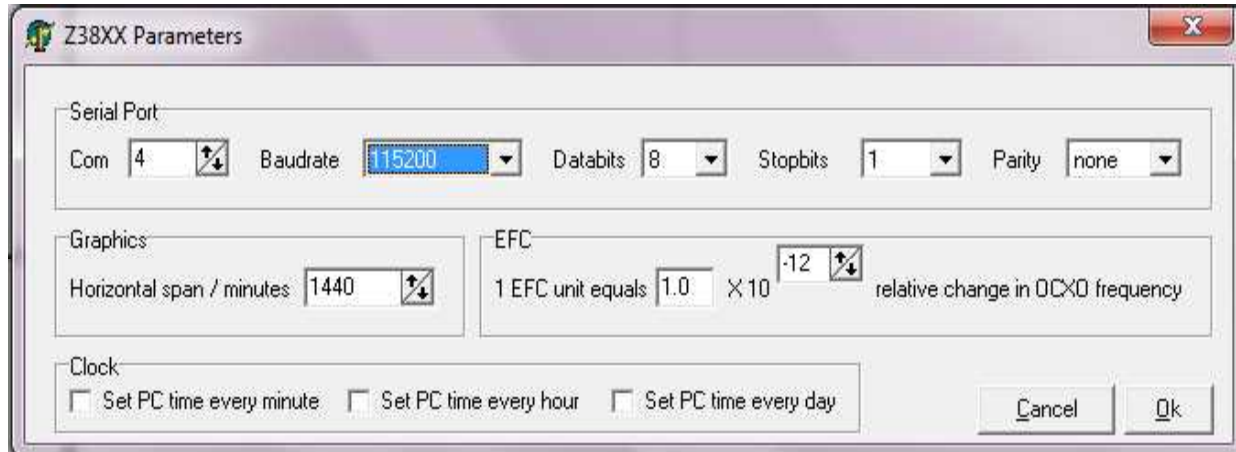 Z38XX Parameters
Serial Port
Com 4 Baudrate 115200 Databits 8 Stopbits 1 Parity none
Graphics
Horizontal span / minutes 1440
EFC
1 EFC unit equals 1.0 X 10 -12 relative change in OCXO frequency
Clock
Set PC time every minute Set PC time every hour Set PC time every day
Cancel Ok